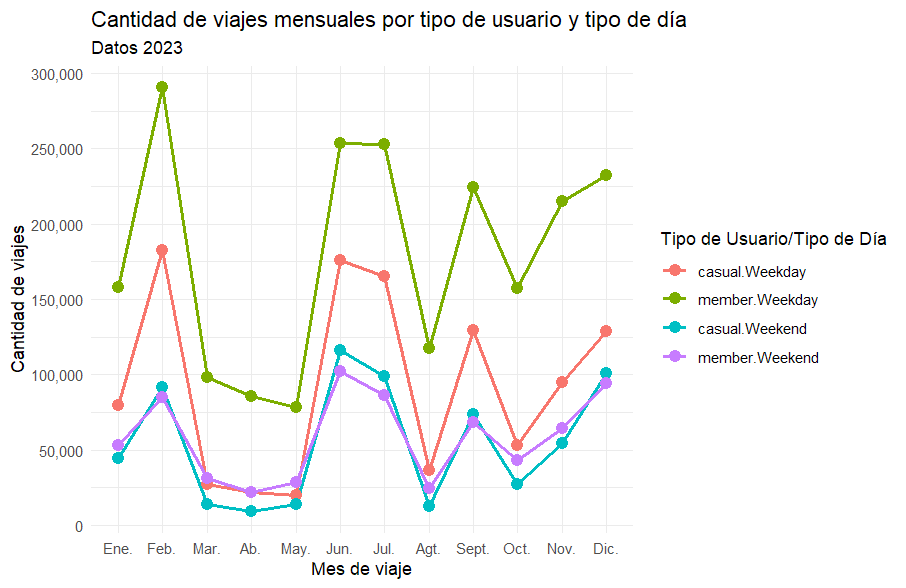 Cantidad de viajes mensuales por tipo de usuario y tipo de día
Datos 2023
300,000
250,000
200,000
150,000
100,000
50,000
0
Cantidad de viajes
Ene. Feb. Mar. Ab. May. Jun. Jul. Agt. Sept. Oct. Nov. Dic.
Mes de viaje
Tipo de Usuario/Tipo de Día
casual.Weekday
member.Weekday
casual.Weekend
member.Weekend